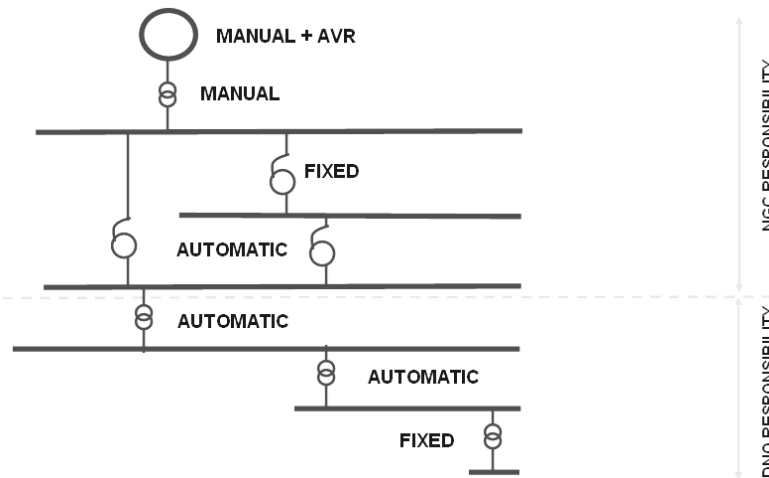 MANUAL + AVR
MANUAL
FIXED
AUTOMATIC
AUTOMATIC
AUTOMATIC
FIXED
NGC RESPONSIBILITY
DNO RESPONSIBILITY